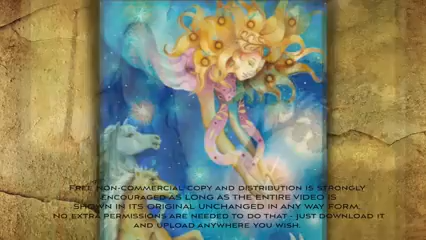 Free non-commercial copy and distribution is strongly
encouraged as long as the entire video is
shown in its original unchanged in any way form.
No extra permissions are needed to do that - just download it
and upload anywhere you wish.